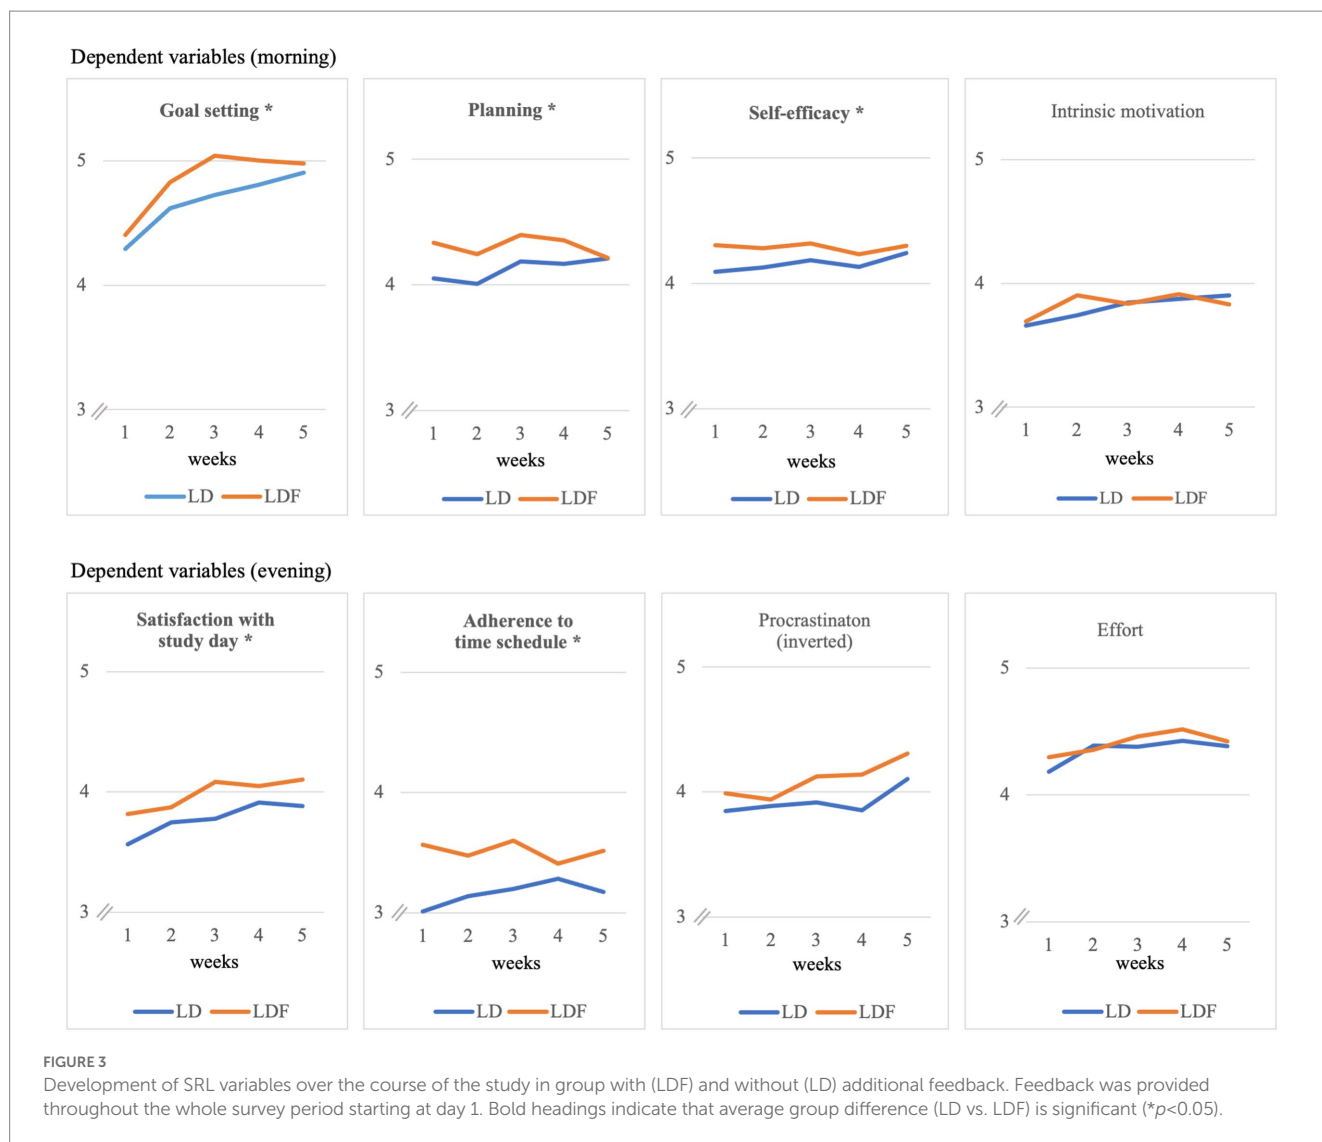 Dependent variables (morning)
Goal setting *
5
4
3
1 2 3 4 5
weeks
LD LDF
Planning *
5
4
3
1 2 3 4 5
weeks
LD LDF
Self-efficacy *
5
4
3
1 2 3 4 5
weeks
LD LDF
Intrinsic motivation
5
4
3
1 2 3 4 5
weeks
LD LDF
Dependent variables (evening)
Satisfaction with
study day *
5
4
3
1 2 3 4 5
weeks
LD LDF
Adherence to
time schedule *
5
4
3
1 2 3 4 5
weeks
LD LDF
Procrastinaton
(inverted)
5
4
3
1 2 3 4 5
weeks
LD LDF
Effort
5
4
3
1 2 3 4 5
weeks
LD LDF
FIGURE 3
Development of SRL variables over the course of the study in group with (LDF) and without (LD) additional feedback. Feedback was provided
throughout the whole survey period starting at day 1. Bold headings indicate that average group difference (LD vs. LDF) is significant (*p<0.05).